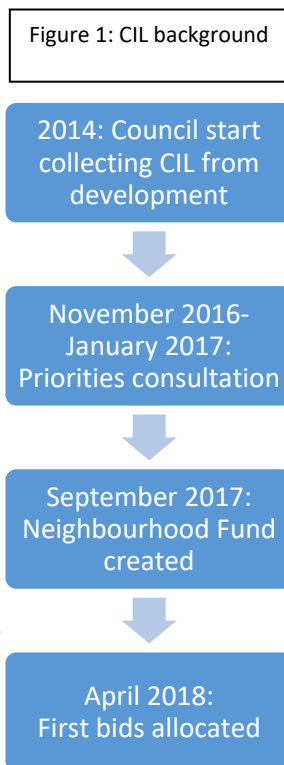 Figure 1: CIL background
2014: Council start
collecting CIL from
development
November 2016-
January 2017:
Priorities consultation
September 2017:
Neighbourhood Fund
created
April 2018:
First bids allocated